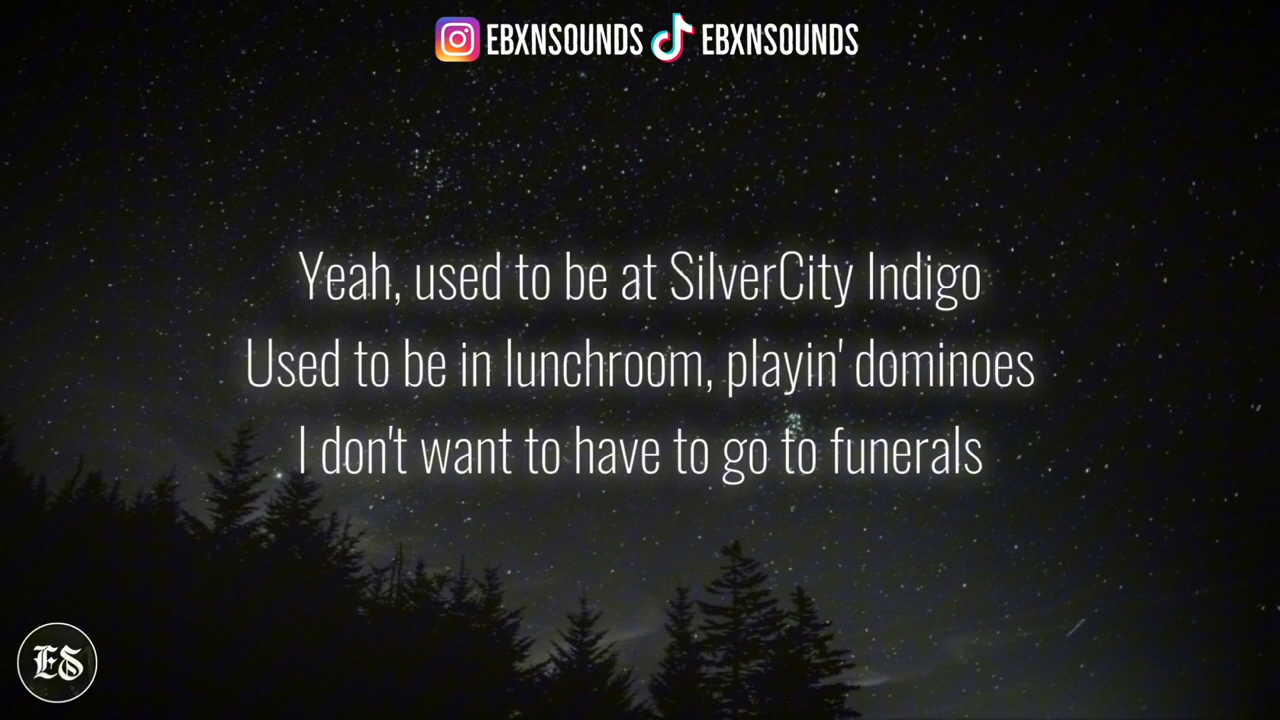 EBXNSOUNDS EBXNSOUNDS
Yeah, used to be at SilverCity Indigo
Used to be in lunchroom, playin' dominoes
I don't want to have to go to funerals
ES